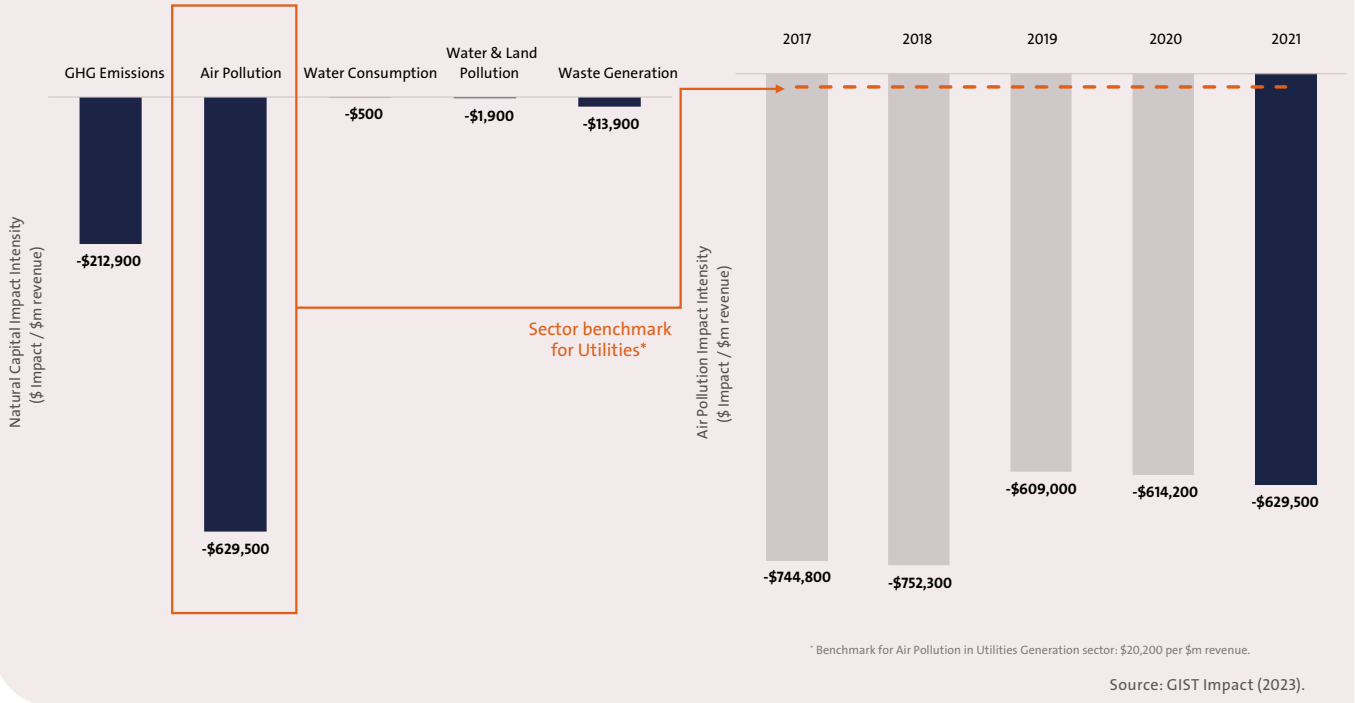 GHG Emissions
Air Pollution
Water Consumption
Water & Land
Pollution
Waste Generation
-$212,900
-$629,500
-$500
-$1,900
-$13,900
Natural Capital Impact Intensity
($ Impact / $m revenue)
Sector benchmark
for Utilities*
2017
2018
2019
2020
2021
-$744,800
-$752,300
-$609,000
-$614,200
-$629,500
Air Pollution Impact Intensity
($ Impact / $m revenue)
* Benchmark for Air Pollution in Utilities Generation sector: $20,200 per $m revenue.
Source: GIST Impact (2023).